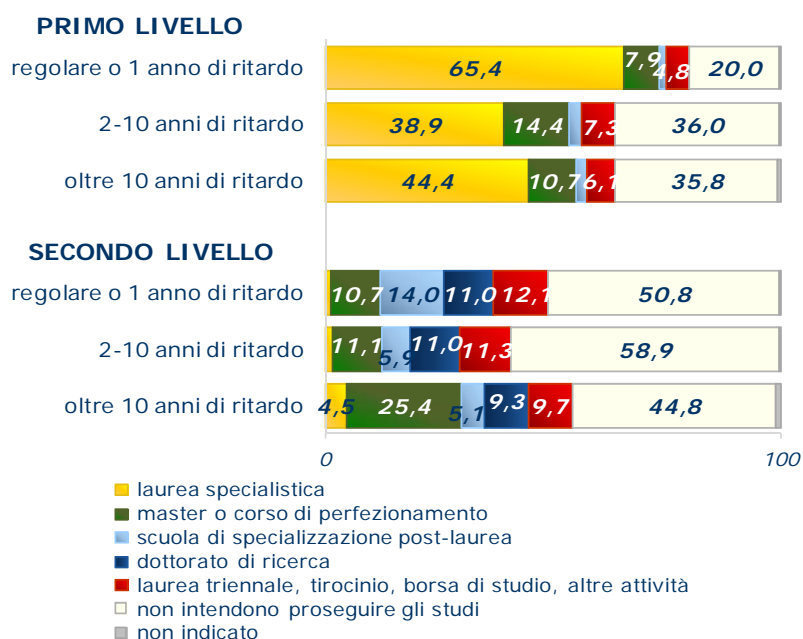 PRIMO LIVELLO
regolare o 1 anno di ritardo 65,4 7,9 4,8 20,0
2-10 anni di ritardo 38,9 14,4 7,3 36,0
oltre 10 anni di ritardo 44,4 10,7 6,1 35,8
SECONDO LIVELLO
regolare o 1 anno di ritardo 10,7 14,0 11,0 12,1 50,8
2-10 anni di ritardo 11,1 5,9 11,0 11,3 58,9
oltre 10 anni di ritardo 4,5 25,4 5,1 9,3 9,7 44,8
0 100
laurea specialistica
master o corso di perfezionamento
scuola di specializzazione post-laurea
dottorato di ricerca
laurea triennale, tirocinio, borsa di studio, altre attività
non intendono proseguire gli studi
non indicato